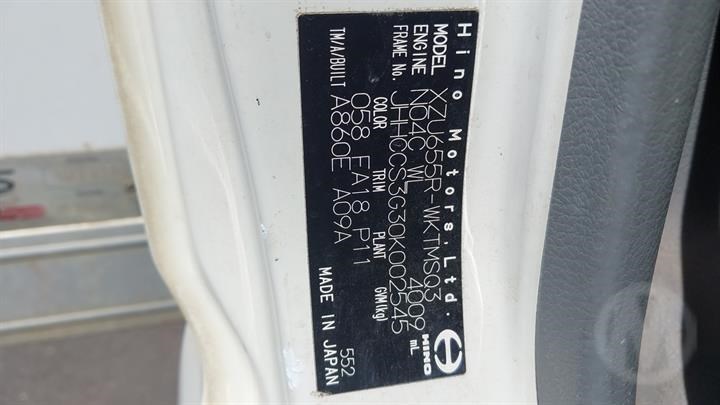 Hino Motors, Ltd.
MODEL XZU655R-WKTMSQ3
ENGINE N04C WL 4009 mL
FRAME No. JHHCCS3G30K002545
COLOR TRIM PLANT GVM(kg)
058 FA18 P11
TM/A/BUILT A860E A09A
552
MADE IN JAPAN
HINO